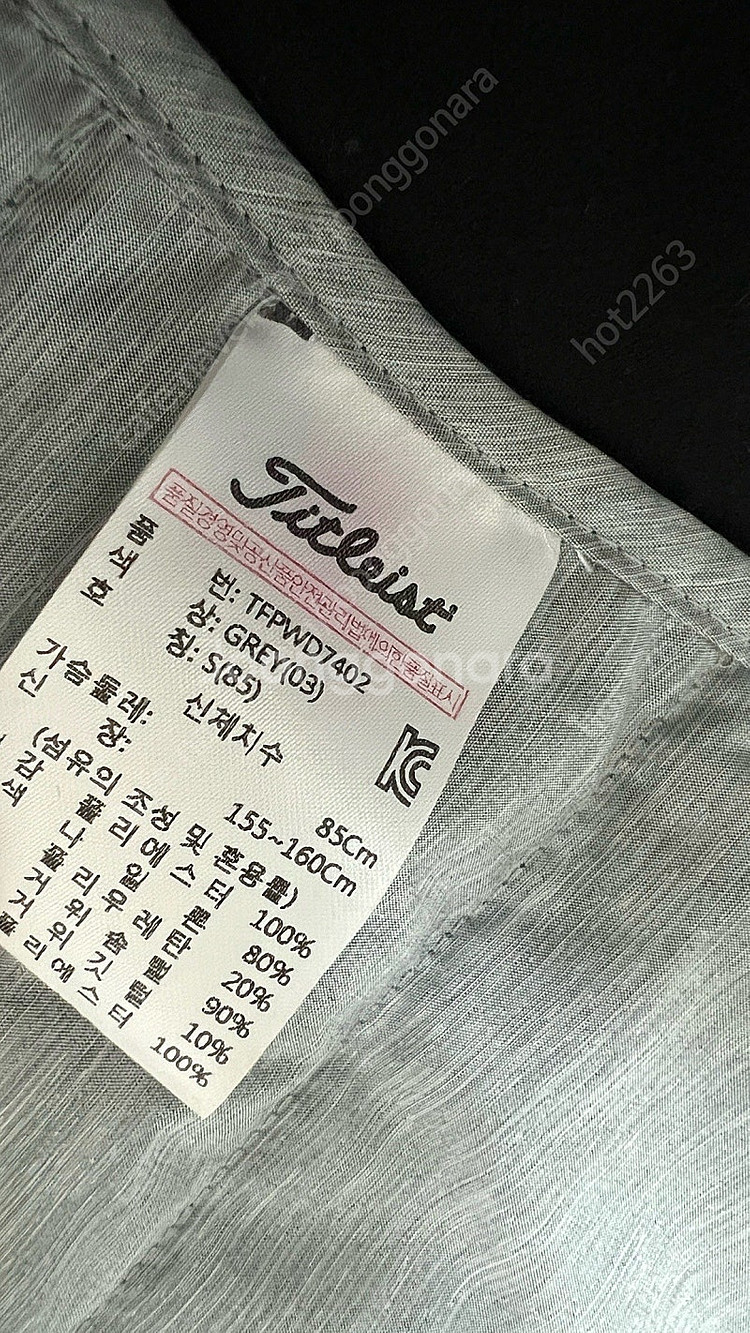 Titleist
품질경영및공산품안전관리법에의한품질표시
품 번: TFPWD7402
색 상: GREY(03)
호 칭: S(85)
신체치수
가슴둘레: 85Cm
신 장: 155~160Cm
(섬유의 조성 및 혼용률)
감 폴리에스터 100%
나 일 론 80%
폴리우레탄 20%
거 위 솜 털 90%
거 위 깃 털 10%
폴리에스터 100%
joonggonara
hot2263